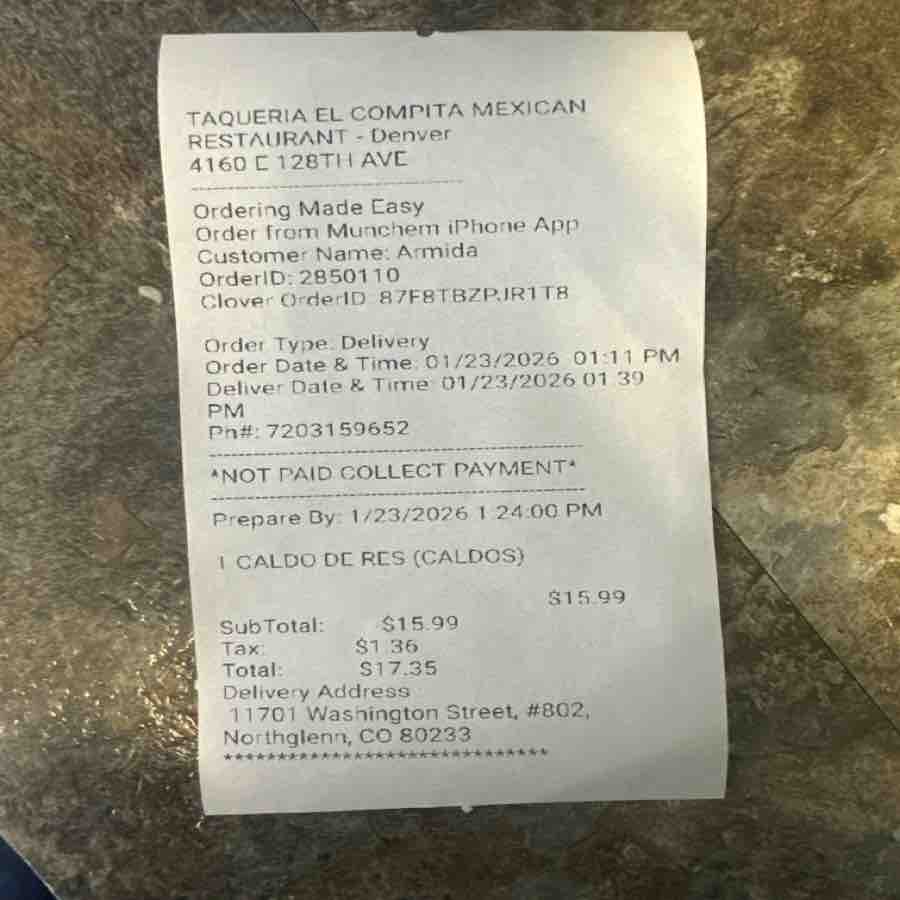 TAQUERIA EL COMPITA MEXICAN
RESTAURANT - Denver
4160 E 128TH AVE
--------------------------------
Ordering Made Easy
Order from Munchem iPhone App
Customer Name: Armida
OrderID: 2850110
Clover OrderID: 87F8TBZPJR1T8
Order Type: Delivery
Order Date & Time: 01/23/2026 01:11 PM
Deliver Date & Time: 01/23/2026 01:39
PM
Ph#: 7203159652
--------------------------------
*NOT PAID COLLECT PAYMENT*
--------------------------------
Prepare By: 1/23/2026 1:24:00 PM
1 CALDO DE RES (CALDOS)
$15.99
SubTotal: $15.99
Tax: $1.36
Total: $17.35
Delivery Address
11701 Washington Street, #802,
Northglenn, CO 80233
******************************